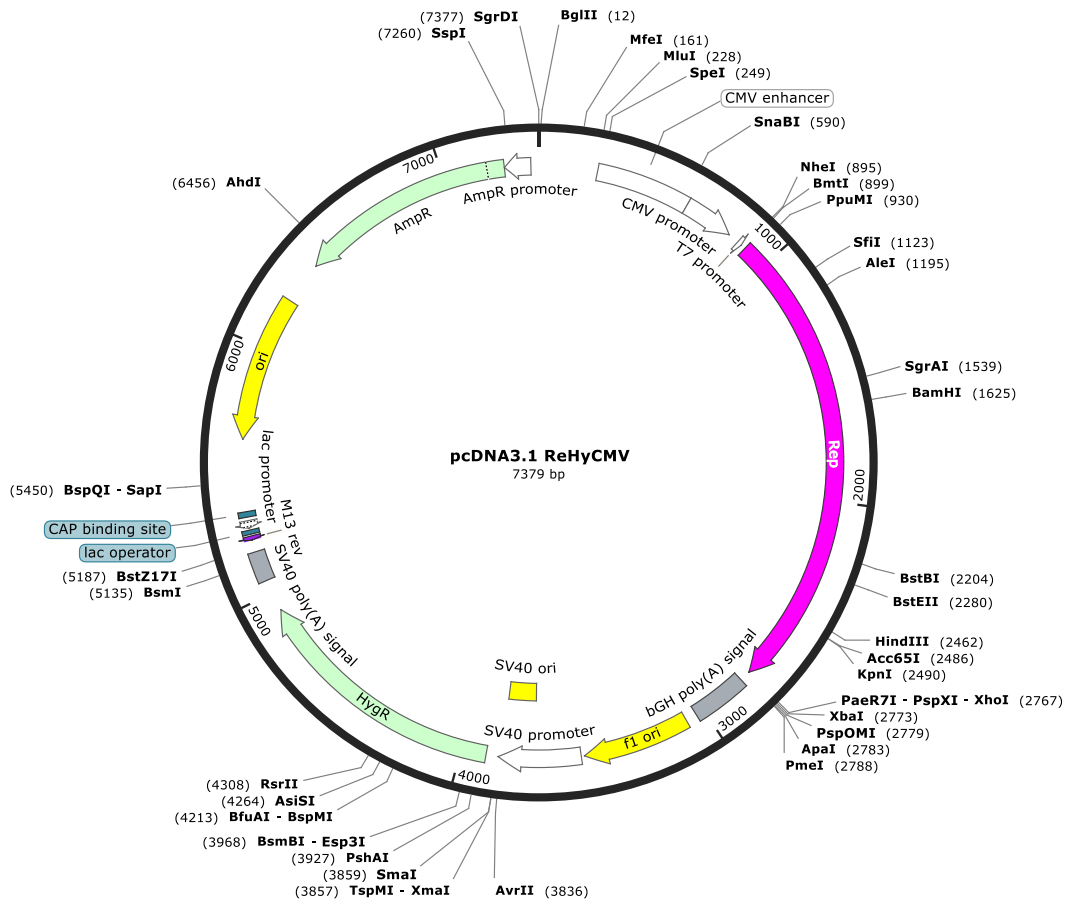 (7377) SgrDI
BglII (12)
(7260) SspI
MfeI (161)
MluI (228)
SpeI (249)
CMV enhancer
SnaBI (590)
NheI (895)
BmtI (899)
PpuMI (930)
SfiI (1123)
AleI (1195)
SgrAI (1539)
BamHI (1625)
BstBI (2204)
BstEII (2280)
HindIII (2462)
Acc65I (2486)
KpnI (2490)
PaeR7I - PspXI - XhoI (2767)
XbaI (2773)
PspOMI (2779)
ApaI (2783)
PmeI (2788)
AvrII (3836)
(3857) TspMI - XmaI
(3859) SmaI
(3927) PshAI
(3968) BsmBI - Esp3I
(4213) BfuAI - BspMI
(4264) AsiSI
(4308) RsrII
(5135) BsmI
(5187) BstZ17I
lac operator
CAP binding site
(5450) BspQI - SapI
(6456) AhdI
1000
2000
3000
4000
5000
6000
7000
AmpR promoter
AmpR
CMV promoter
T7 promoter
Rep
bGH poly(A) signal
f1 ori
SV40 ori
SV40 promoter
HygR
SV40 poly(A) signal
M13 rev
lac promoter
ori
pcDNA3.1 ReHyCMV
7379 bp